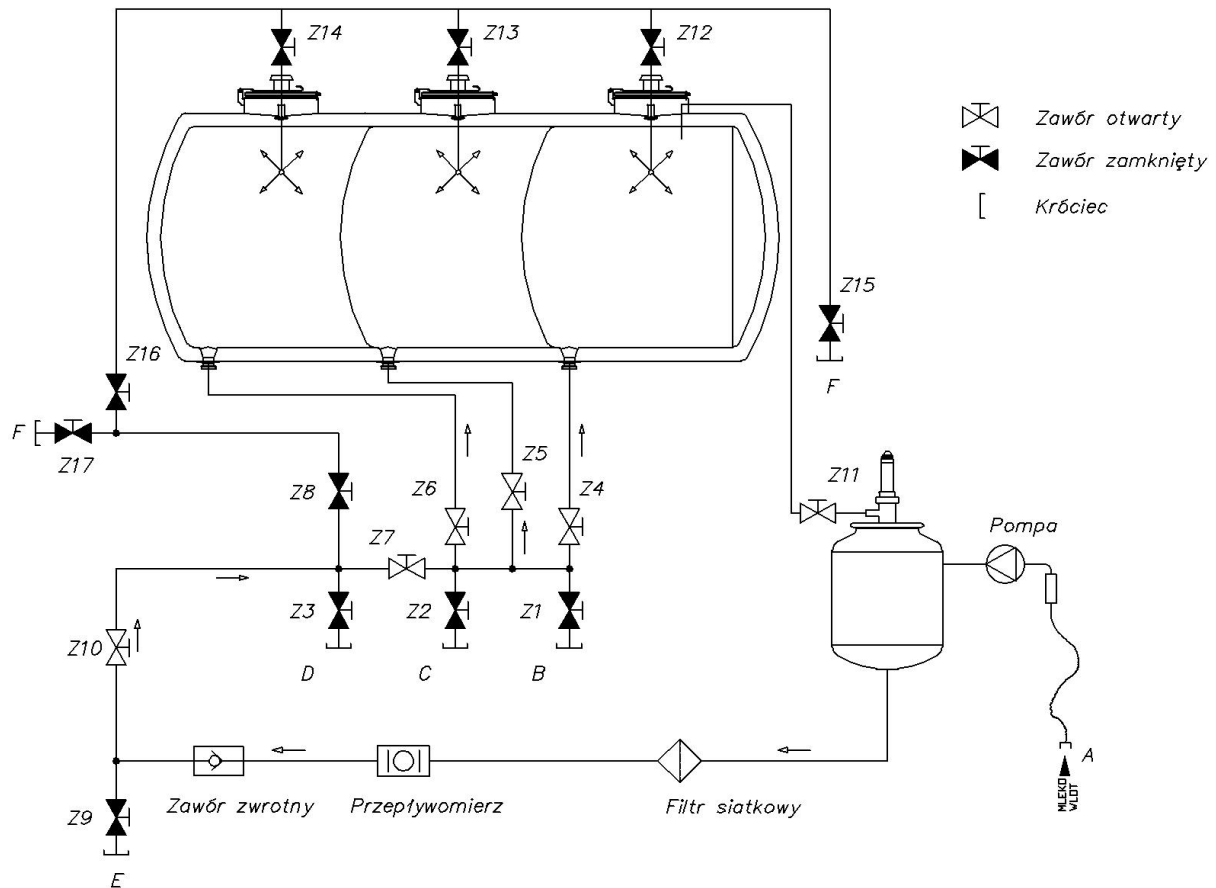 Z14
Z13
Z12
Zawór otwarty
Zawór zamknięty
Króciec
Z15
F
Z16
F
Z17
Z8
Z6
Z5
Z4
Z7
Z11
Pompa
Z3
Z2
Z1
Z10
D
C
B
A
MLEKO
WLOT
Zawór zwrotny
Przepływomierz
Filtr siatkowy
Z9
E